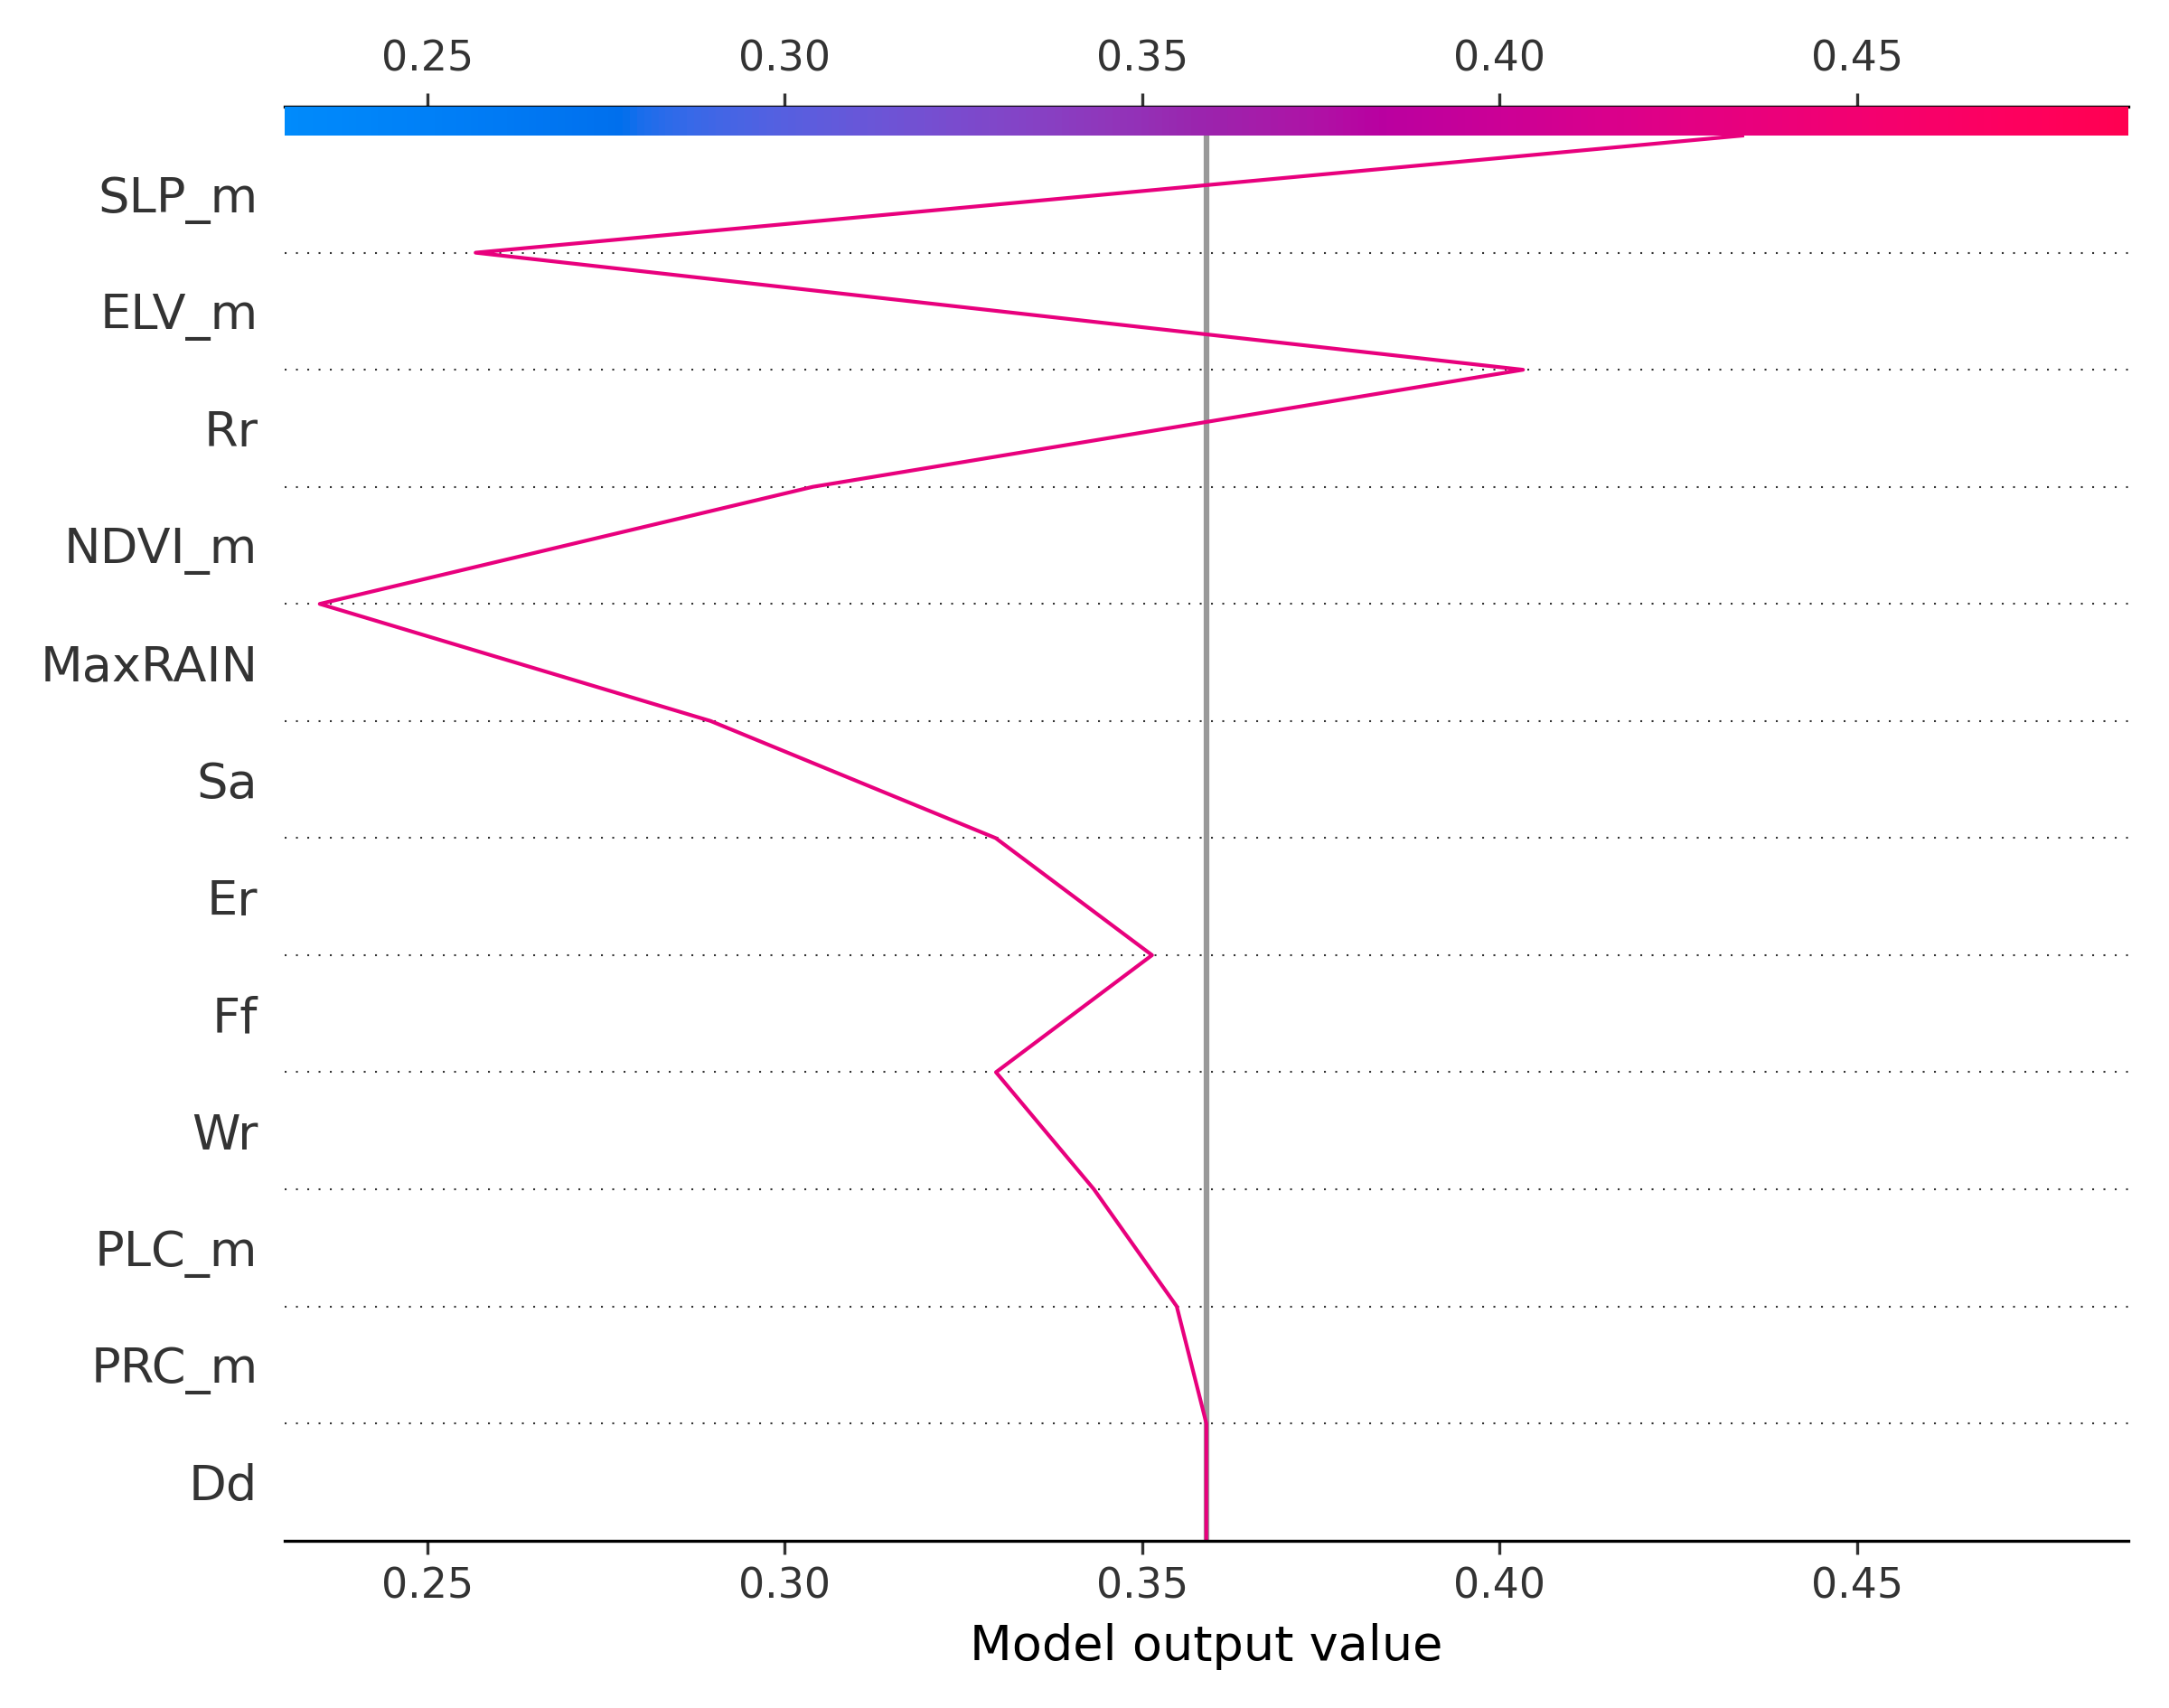 0.25 0.30 0.35 0.40 0.45
SLP_m
ELV_m
Rr
NDVI_m
MaxRAIN
Sa
Er
Ff
Wr
PLC_m
PRC_m
Dd
0.25 0.30 0.35 0.40 0.45
Model output value